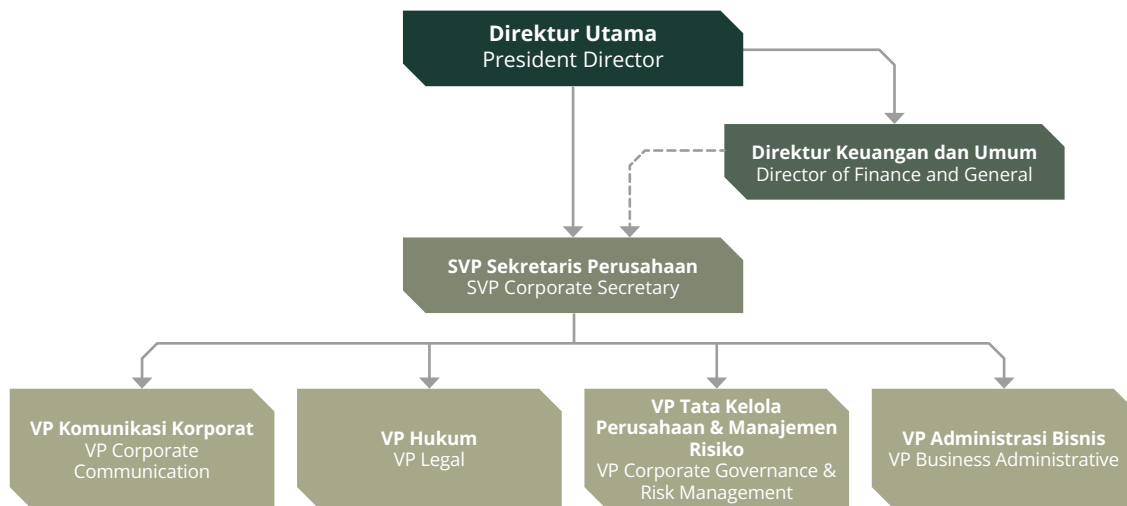 Direktur Utama
President Director
Direktur Keuangan dan Umum
Director of Finance and General
SVP Sekretaris Perusahaan
SVP Corporate Secretary
VP Komunikasi Korporat
VP Corporate
Communication
VP Hukum
VP Legal
VP Tata Kelola
Perusahaan & Manajemen
Risiko
VP Corporate Governance &
Risk Management
VP Administrasi Bisnis
VP Business Administrative